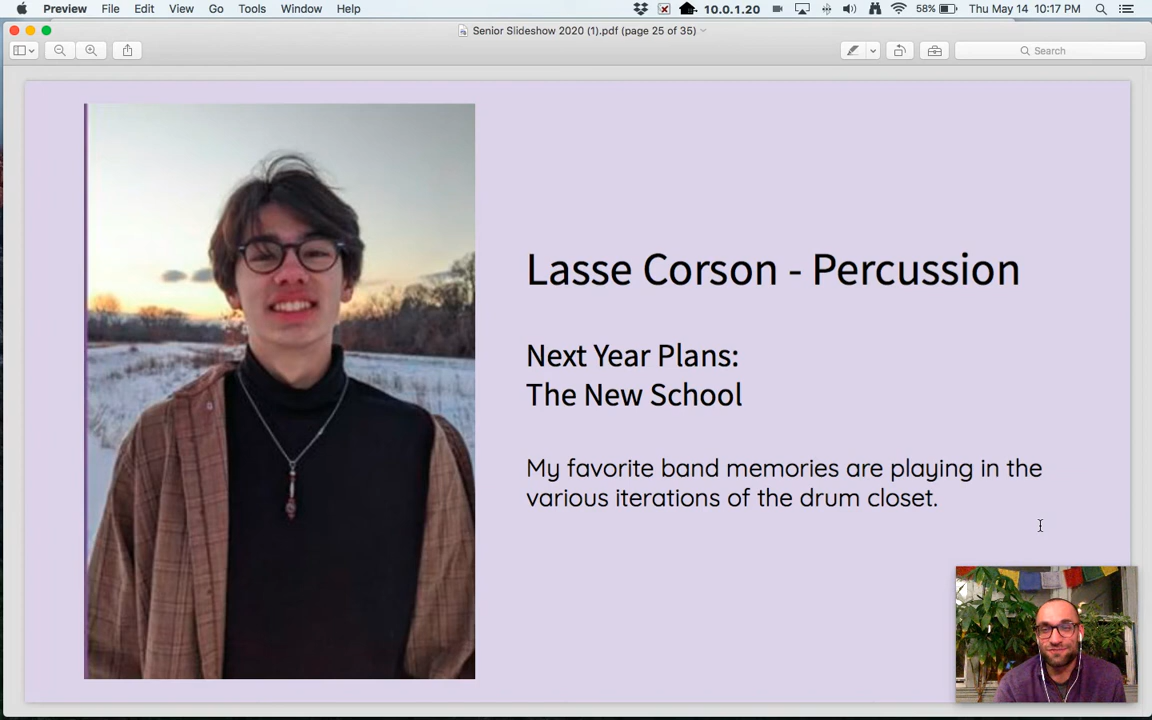 Preview File Edit View Go Tools Window Help 10.0.1.20 58% Thu May 14 10:17 PM
Senior Slideshow 2020 (1).pdf (page 25 of 35)
Search
Lasse Corson - Percussion
Next Year Plans:
The New School
My favorite band memories are playing in the
various iterations of the drum closet.